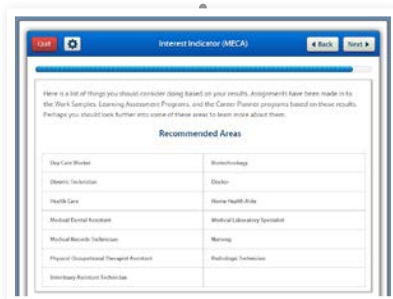 Quit
Interest Indicator (MECA)
Back
Next
Here is a list of things you should consider doing based on your results. Assignments have been made in to
the Work Samples, Learning Assessment Programs, and the Career Planner programs based on these results.
Perhaps you should look further into some of these areas to learn more about them.
Recommended Areas
Day Care Worker
Biotechnology
Dietetic Technician
Doctor
Health Care
Home Health Aide
Medical Dental Assistant
Medical Laboratory Specialist
Medical Records Technician
Nursing
Physical Occupational Therapist Assistant
Radiologic Technician
Veterinary Assistant Technician